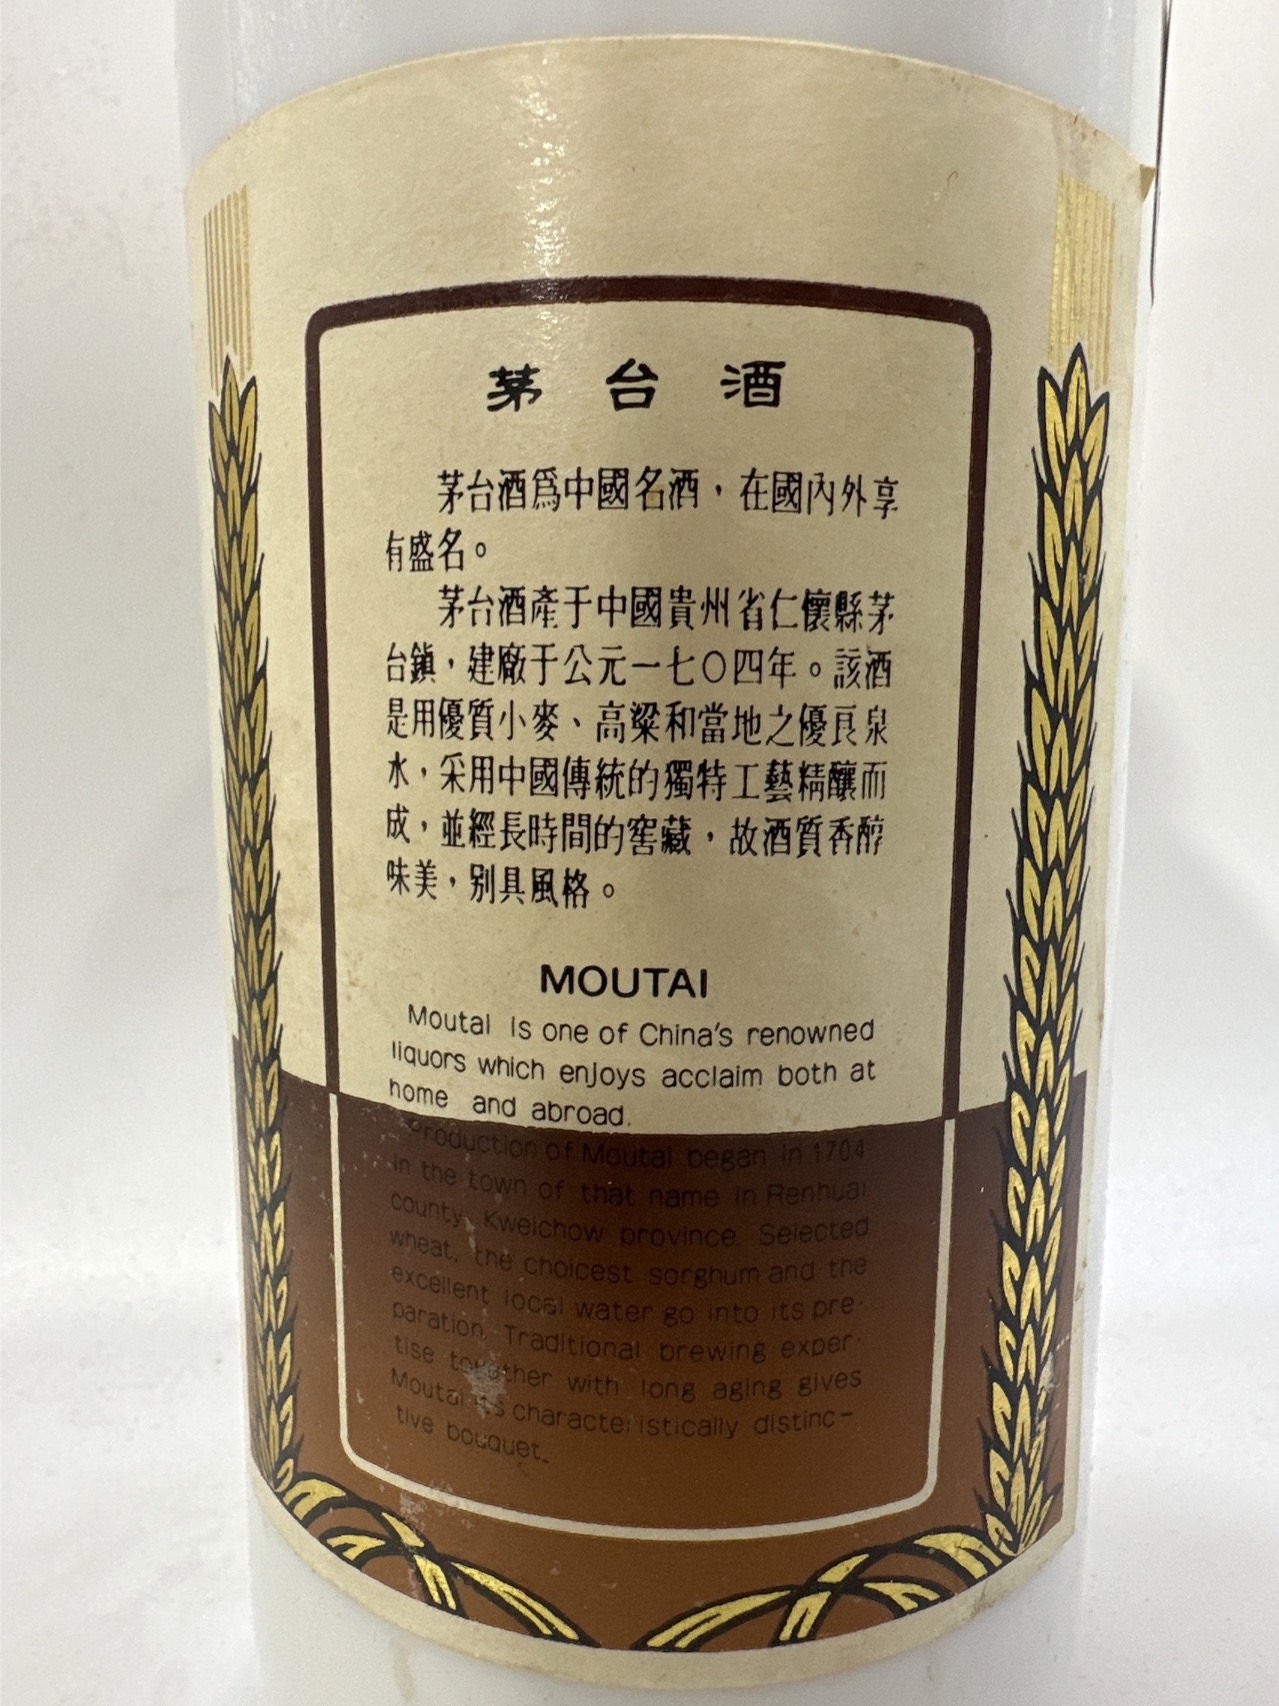 茅台酒
茅台酒爲中國名酒，在國內外享
有盛名。
茅台酒產于中國貴州省仁懷縣茅
台鎮，建廠于公元一七〇四年。該酒
是用優質小麥、高粱和當地之優良泉
水，采用中國傳統的獨特工藝精釀而
成，並經長時間的窖藏，故酒質香醇
味美，别具風格。
MOUTAI
Moutai is one of China's renowned
liquors which enjoys acclaim both at
home and abroad.
Production of Moutai began in 1704
in the town of that name in Renhuai
county, Kweichow province. Selected
wheat, the choicest sorghum and the
excellent local water go into its pre-
paration. Traditional brewing exper-
tise together with long aging gives
Moutai its characteristically distinc-
tive bouquet.